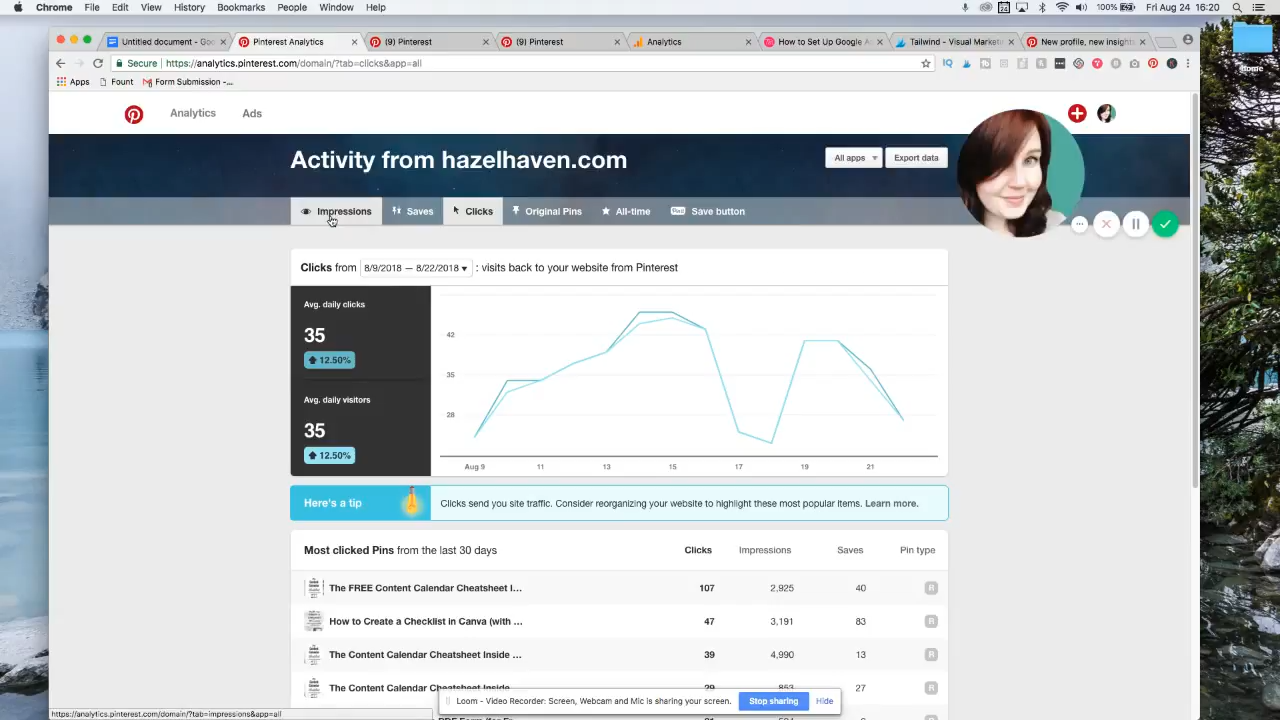 Chrome File Edit View History Bookmarks People Window Help 100% Fri Aug 24 16:20
Untitled document - Goo Pinterest Analytics (9) Pinterest (9) Pinterest Analytics How to Set Up Google A Tailwind - Visual Marketi New profile, new insights
Secure https://analytics.pinterest.com/domain/?tab=clicks&app=all
Apps Fount Form Submission -...
home
Analytics Ads
Activity from hazelhaven.com All apps Export data
Impressions Saves Clicks Original Pins All-time Save button
Clicks from 8/9/2018 — 8/22/2018 : visits back to your website from Pinterest
Avg. daily clicks
35
12.50%
Avg. daily visitors
35
12.50%
42
35
28
Aug 9 11 13 15 17 19 21
Here's a tip Clicks send you site traffic. Consider reorganizing your website to highlight these most popular items. Learn more.
Most clicked Pins from the last 30 days Clicks Impressions Saves Pin type
The FREE Content Calendar Cheatsheet I... 107 2,925 40 R
How to Create a Checklist in Canva (with ... 47 3,191 83 R
The Content Calendar Cheatsheet Inside ... 39 4,990 13 R
The Content Calendar Cheatsheet Inside 27 R
Loom - Video Recorder: Screen, Webcam and Mic is sharing your screen. Stop sharing Hide
https://analytics.pinterest.com/domain/?tab=impressions&app=all